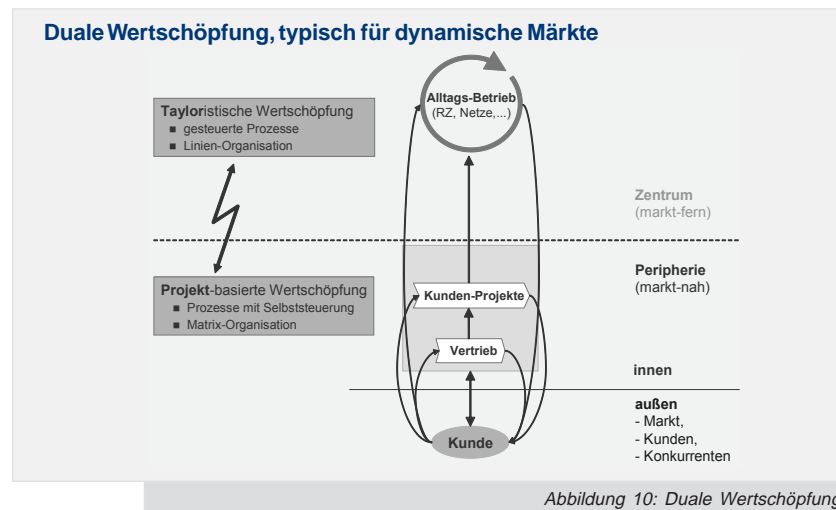 Duale Wertschöpfung, typisch für dynamische Märkte
Tayloristische Wertschöpfung
■ gesteuerte Prozesse
■ Linien-Organisation
Alltags-Betrieb
(RZ, Netze,...)
Zentrum
(markt-fern)
Projekt-basierte Wertschöpfung
■ Prozesse mit Selbststeuerung
■ Matrix-Organisation
Kunden-Projekte
Vertrieb
Peripherie
(markt-nah)
innen
außen
- Markt,
- Kunden,
- Konkurrenten
Kunde
Abbildung 10: Duale Wertschöpfung